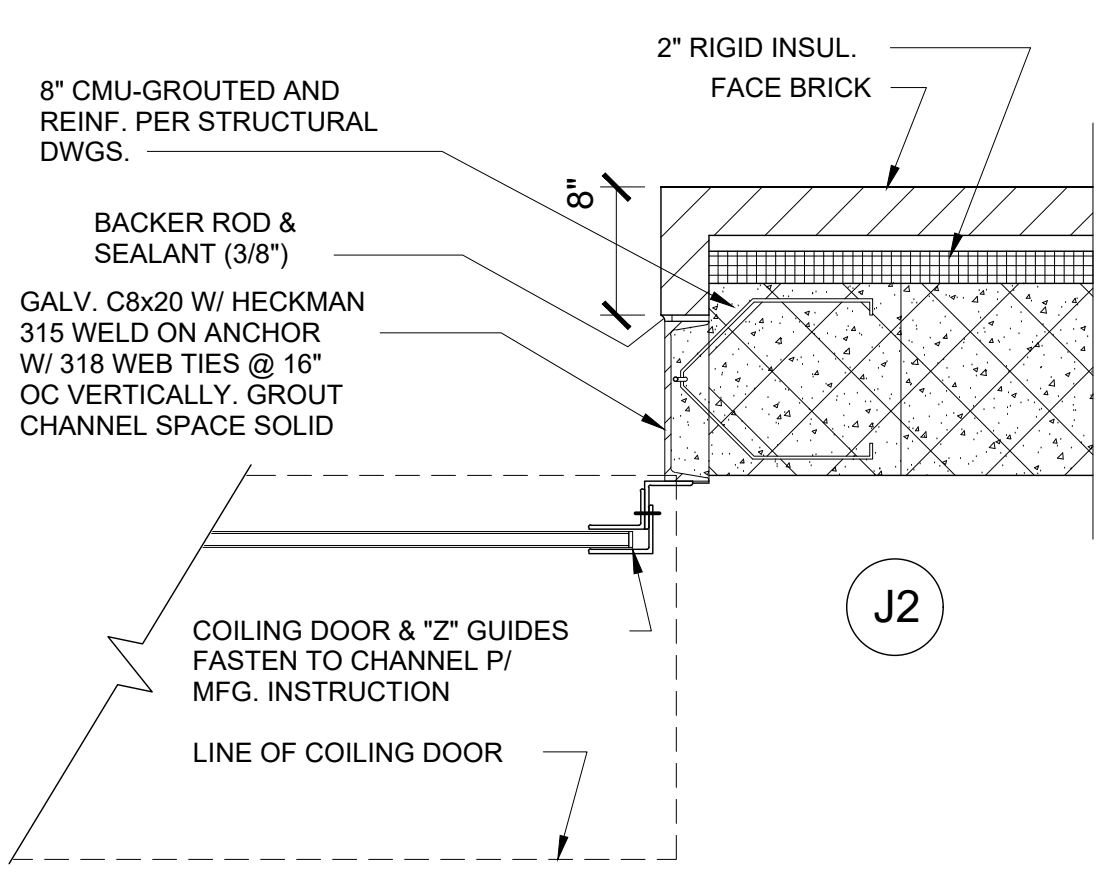 2" RIGID INSUL.
FACE BRICK
8" CMU-GROUTED AND
REINF. PER STRUCTURAL
DWGS.
8"
BACKER ROD &
SEALANT (3/8")
GALV. C8x20 W/ HECKMAN
315 WELD ON ANCHOR
W/ 318 WEB TIES @ 16"
OC VERTICALLY. GROUT
CHANNEL SPACE SOLID
J2
COILING DOOR & "Z" GUIDES
FASTEN TO CHANNEL P/
MFG. INSTRUCTION
LINE OF COILING DOOR